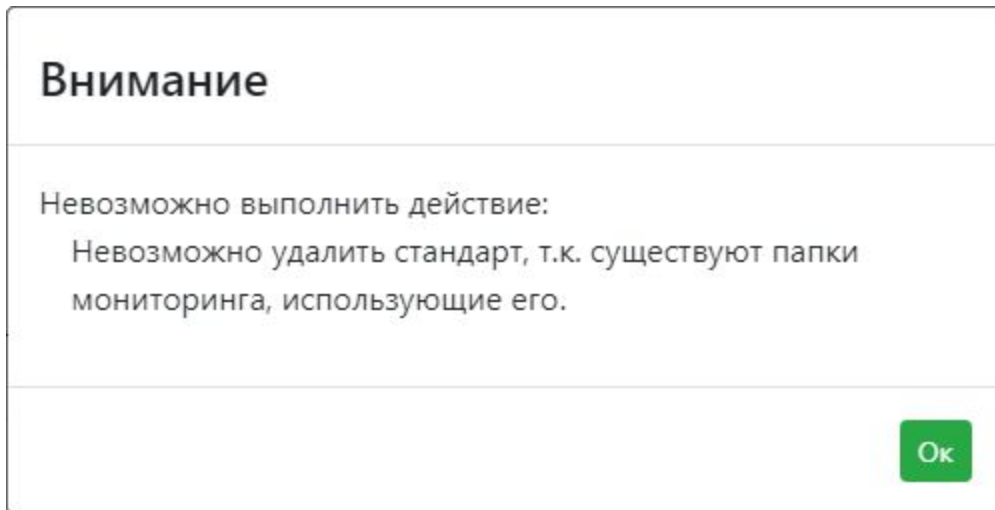 Внимание
Невозможно выполнить действие:
Невозможно удалить стандарт, т.к. существуют папки
мониторинга, использующие его.
Ок